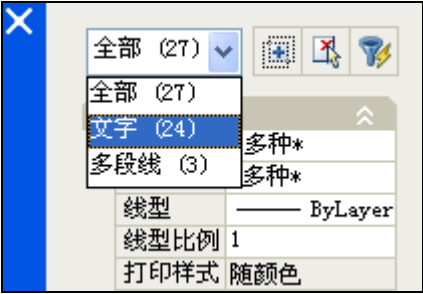 全部 (27)
全部 (27)
文字 (24)
多段线 (3)
多种*
多种*
线型 ByLayer
线型比例 1
打印样式 随颜色